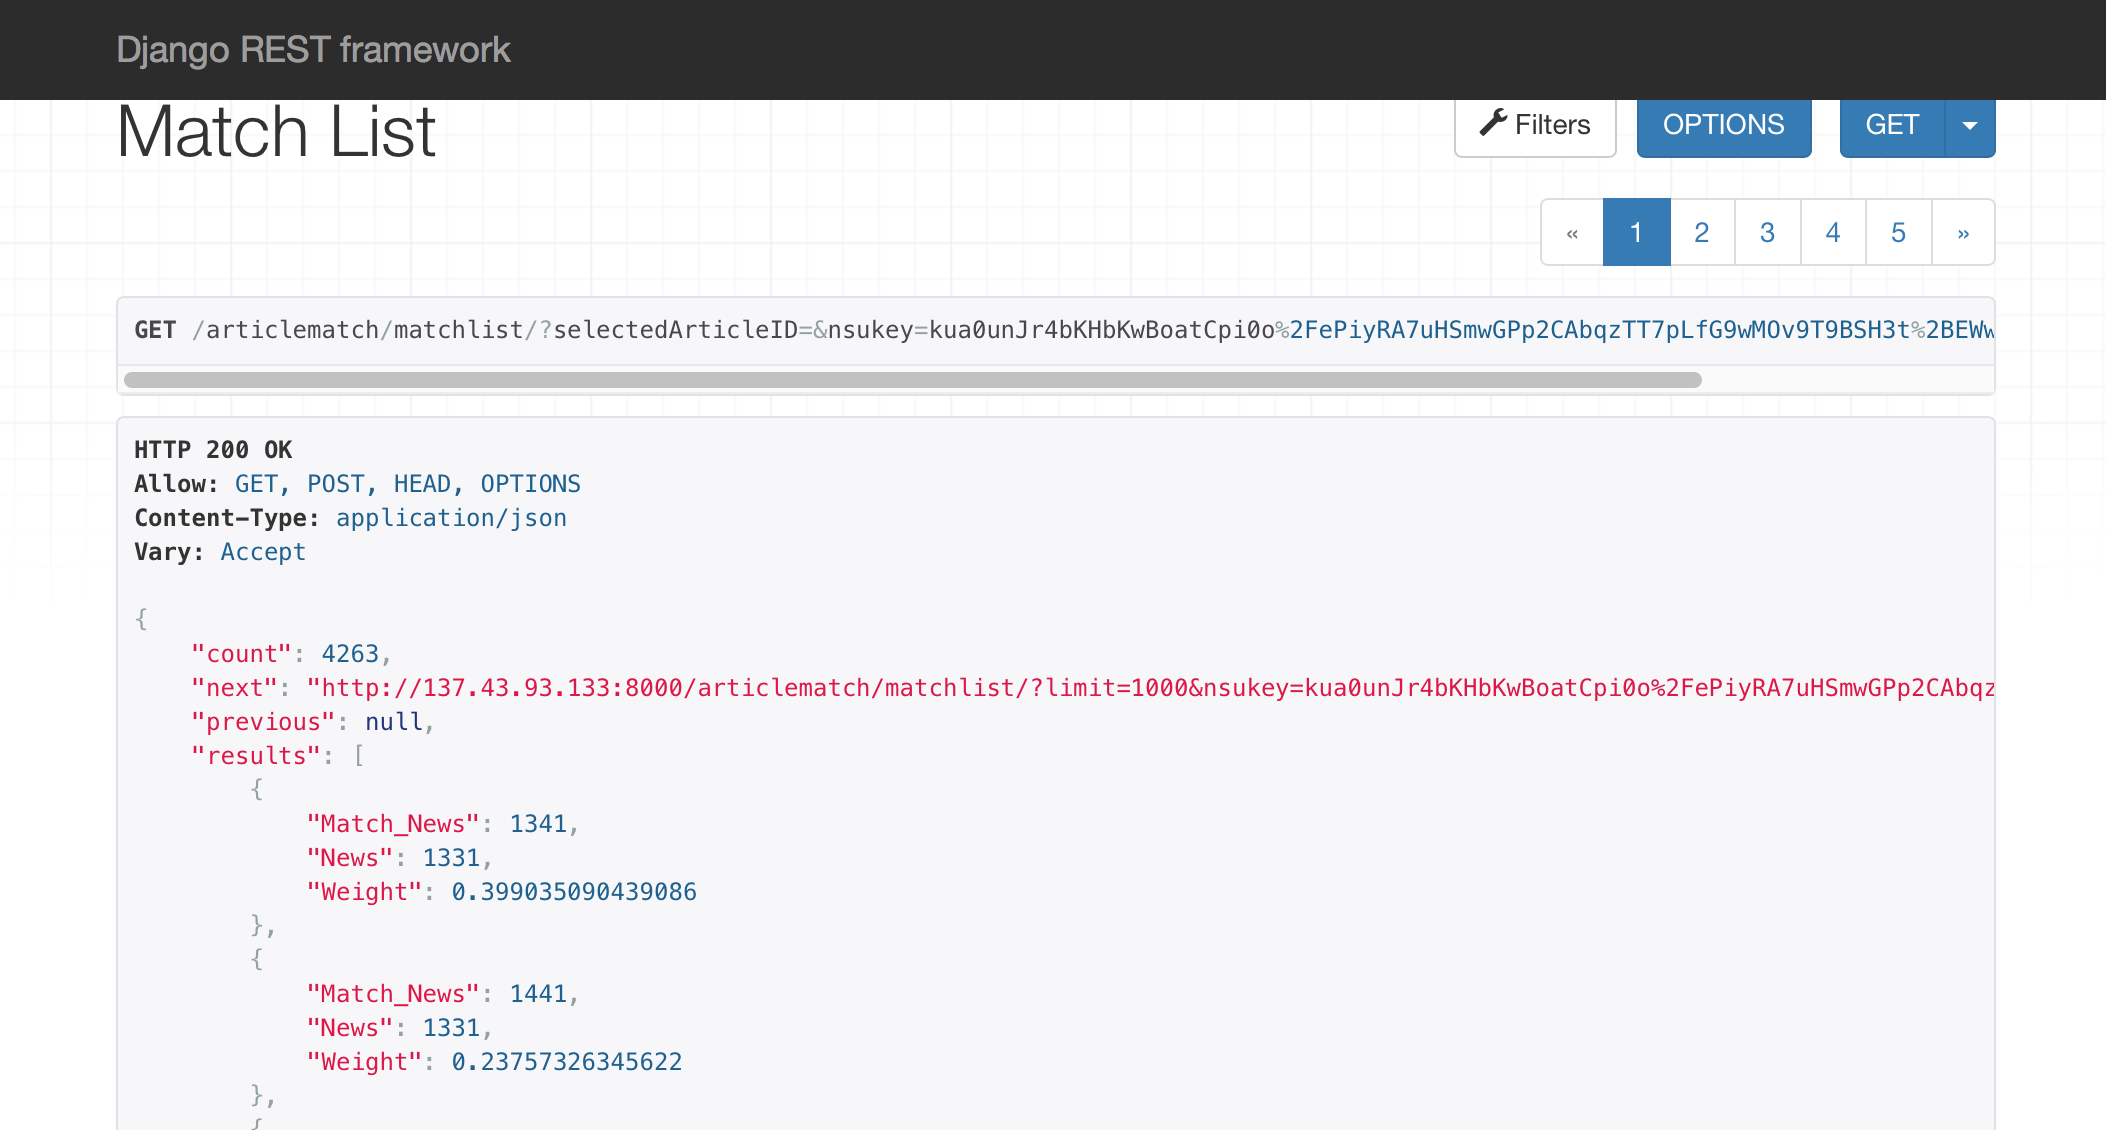 Django REST framework
Match List
Filters
OPTIONS
GET
« 1 2 3 4 5 »
GET /articlematch/matchlist/?selectedArticleID=&nsukey=kua0unJr4bKHbKwBoatCpi0o%2FePiyRA7uHSmwGPp2CAbqzTT7pLfG9wMOv9T9BSH3t%2BEWw
HTTP 200 OK
Allow: GET, POST, HEAD, OPTIONS
Content-Type: application/json
Vary: Accept
{
"count": 4263,
"next": "http://137.43.93.133:8000/articlematch/matchlist/?limit=1000&nsukey=kua0unJr4bKHbKwBoatCpi0o%2FePiyRA7uHSmwGPp2CAbqz
"previous": null,
"results": [
{
"Match_News": 1341,
"News": 1331,
"Weight": 0.399035090439086
},
{
"Match_News": 1441,
"News": 1331,
"Weight": 0.23757326345622
},
{